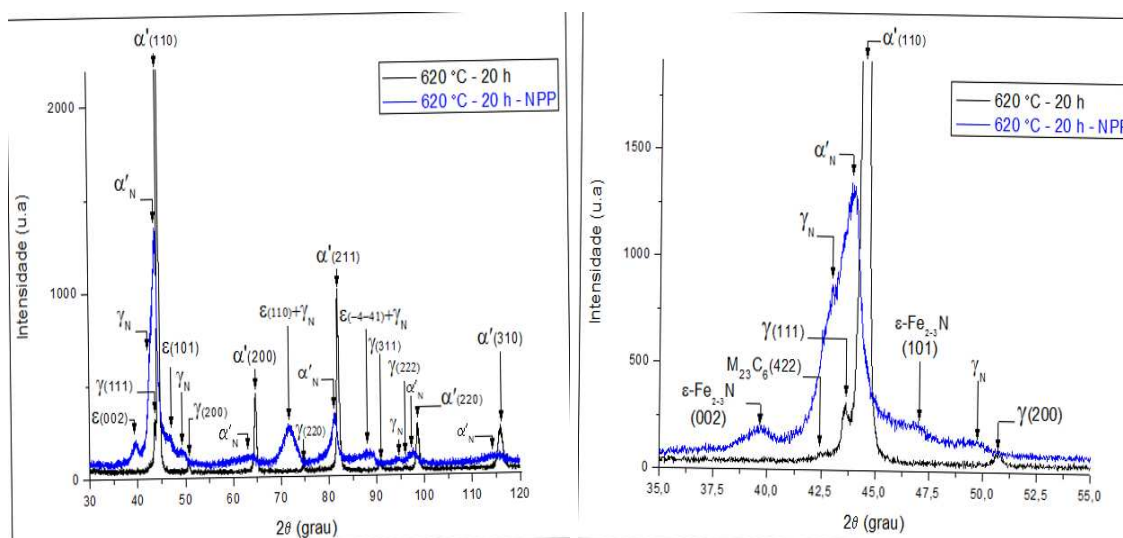 α'(110)
620 °C - 20 h
620 °C - 20 h - NPP
2000
1000
0
Intensidade (u.a)
α'N
γN
γ(111)
ε(002)
ε(101)
γN
γ(200)
α'N
α'(200)
ε(110)+γN
γ(220)
α'N
α'(211)
ε(-4-41)+γN
γ(311)
γ(222)
γN
α'N
α'(220)
α'N
α'(310)
30 40 50 65 70 75 80 90 100 110 120
2θ (grau)
α'(110)
620 °C - 20 h
620 °C - 20 h - NPP
1500
1000
500
0
Intensidade (u.a)
α'N
γN
γ(111)
M23C6(422)
ε-Fe2-3N
(002)
ε-Fe2-3N
(101)
γN
γ(200)
35,0 37,5 40,0 42,5 45,0 47,5 50,0 52,5 55,0
2θ (grau)